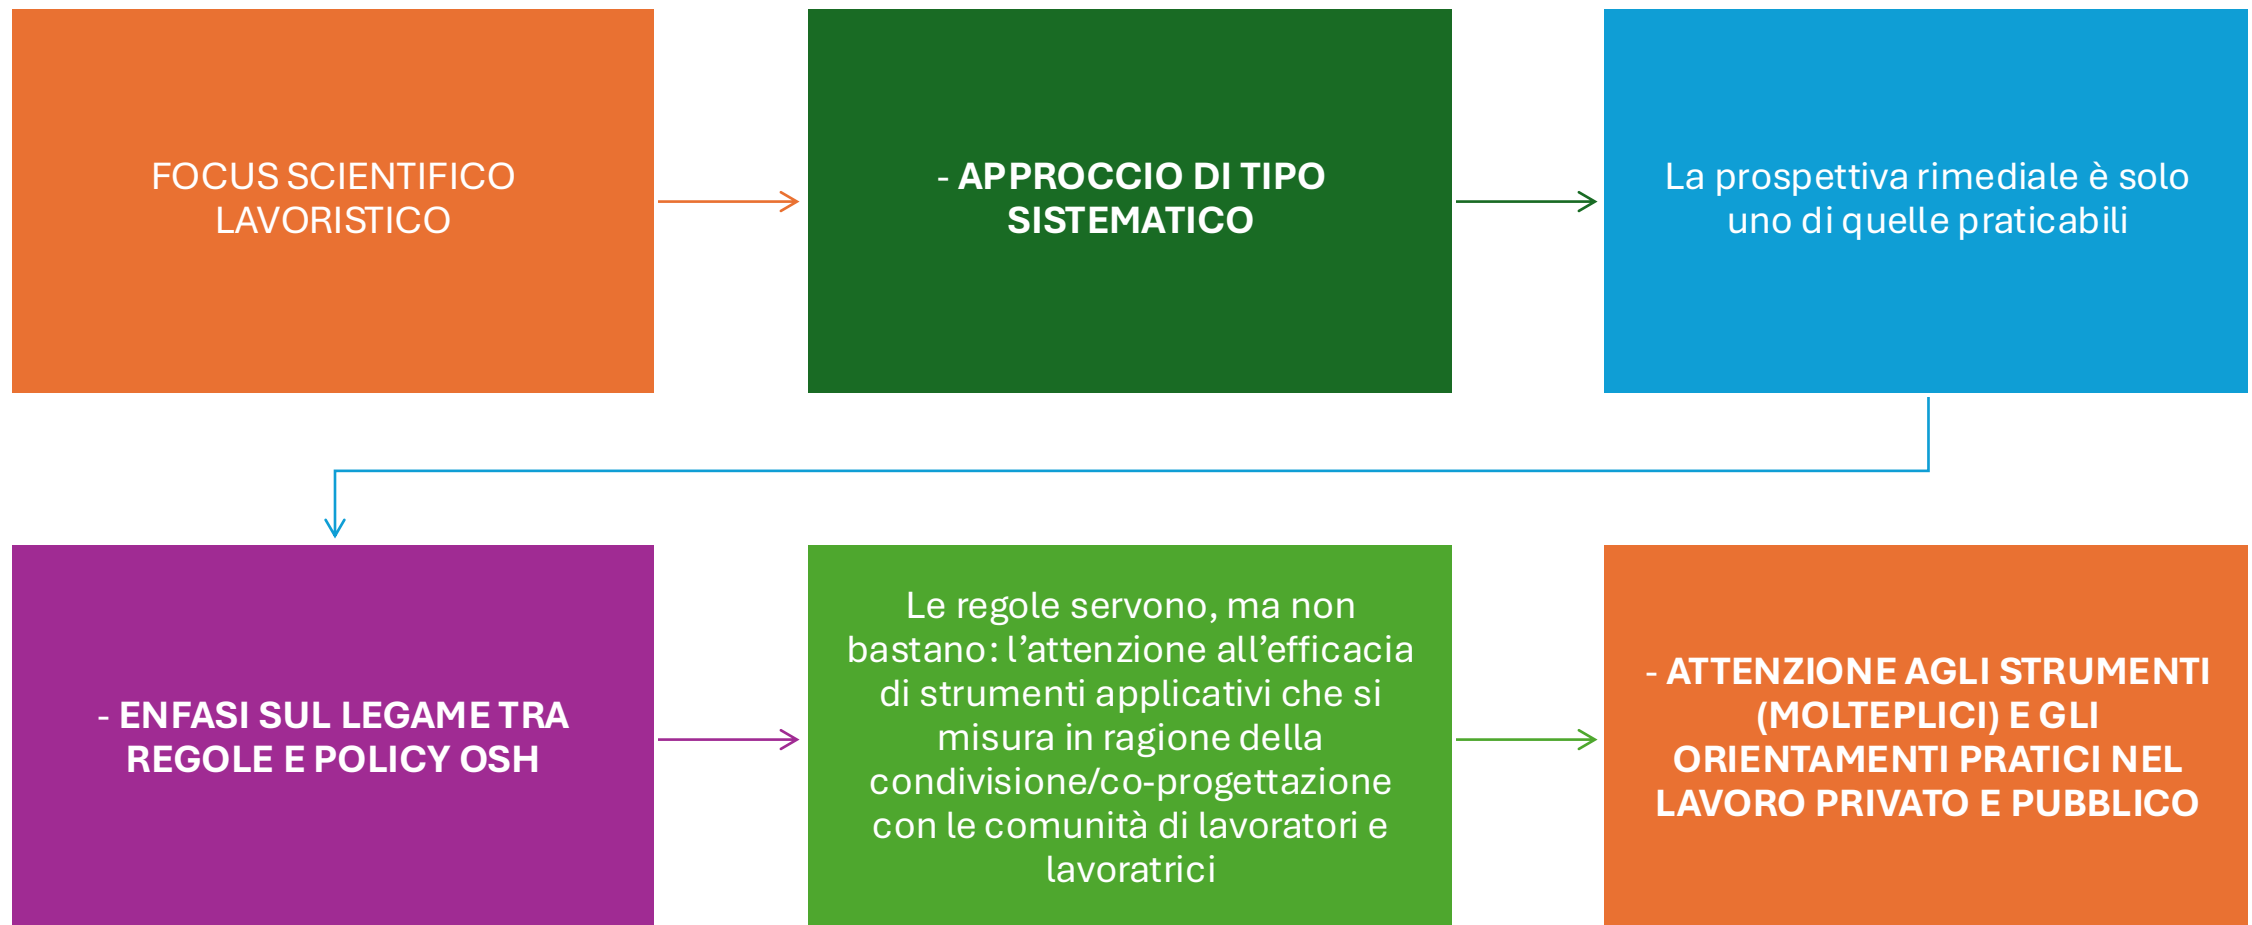 FOCUS SCIENTIFICO
LAVORISTICO
- APPROCCIO DI TIPO
SISTEMATICO
La prospettiva rimediale è solo
uno di quelle praticabili
- ENFASI SUL LEGAME TRA
REGOLE E POLICY OSH
Le regole servono, ma non
bastano: l’attenzione all’efficacia
di strumenti applicativi che si
misura in ragione della
condivisione/co-progettazione
con le comunità di lavoratori e
lavoratrici
- ATTENZIONE AGLI STRUMENTI
(MOLTEPLICI) E GLI
ORIENTAMENTI PRATICI NEL
LAVORO PRIVATO E PUBBLICO